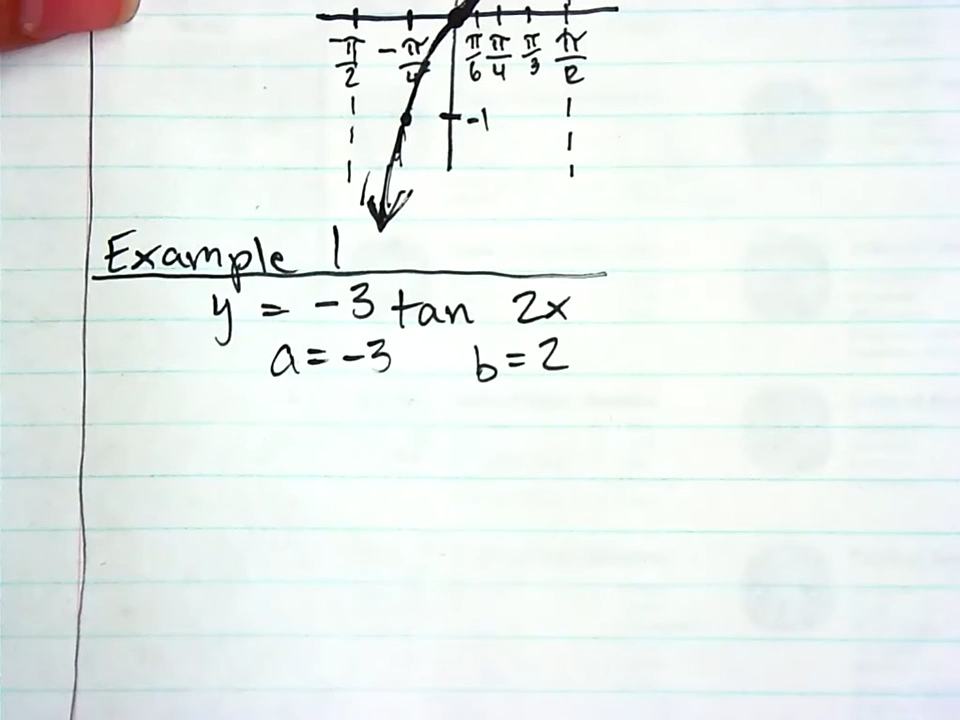 -π/2 -π/4 π/6 π/4 π/3 π/2
-1
Example 1
y = -3 tan 2x
a = -3 b = 2